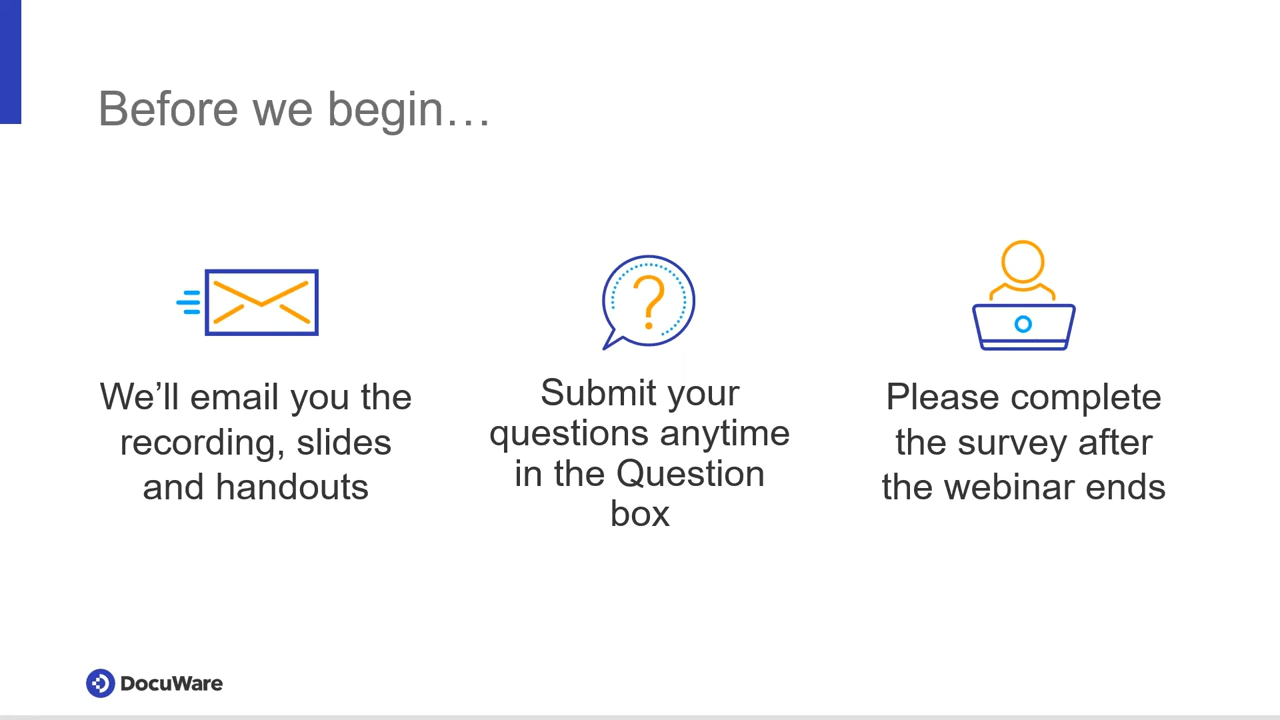 Before we begin…
We’ll email you the
recording, slides
and handouts
Submit your
questions anytime
in the Question
box
Please complete
the survey after
the webinar ends
DocuWare